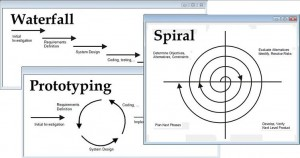 Waterfall
Initial
Investigation
Requirements
Definition
System Design
Coding, testing, ...
Prototyping
Requirements
Definition
Coding, ...
Initial Investigation
System Design
Spiral
Determine Objectives,
Alternatives, Constraints
Evaluate Alternatives
Identify, Resolve Risks
Plan Next Phases
Develop, Verify
Next Level Product